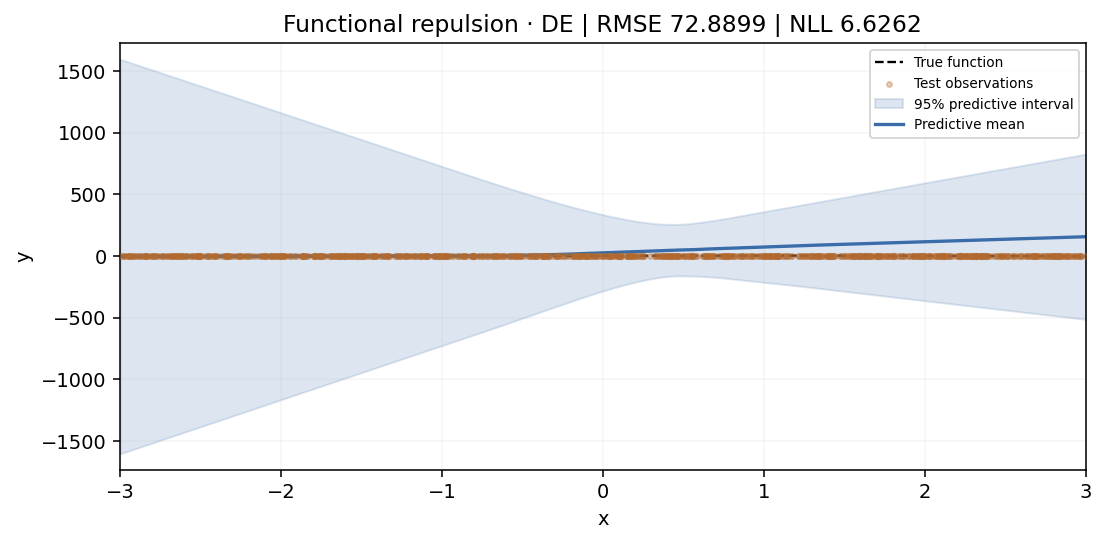 Functional repulsion · DE | RMSE 72.8899 | NLL 6.6262
True function
Test observations
95% predictive interval
Predictive mean
1500
1000
500
0
−500
−1000
−1500
y
−3
−2
−1
0
1
2
3
x